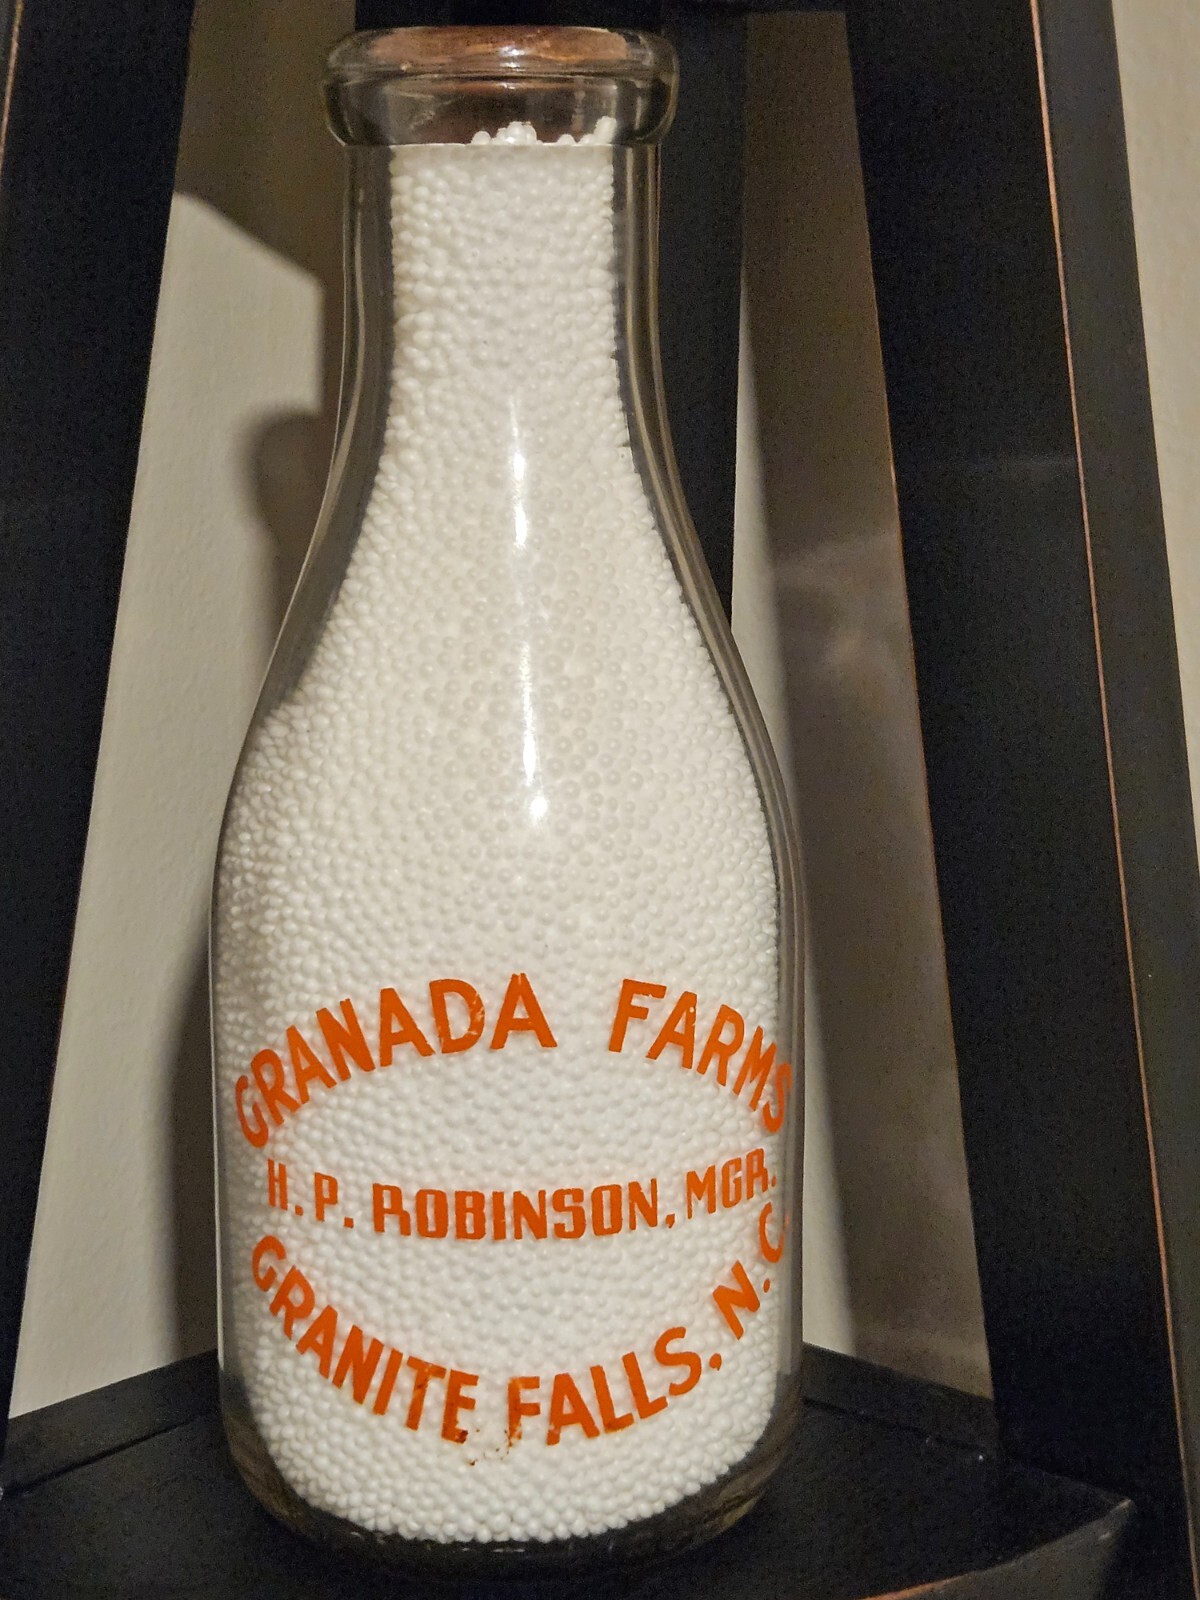 GRANADA FARMS
H. P. ROBINSON, MGR.
GRANITE FALLS, N. C.